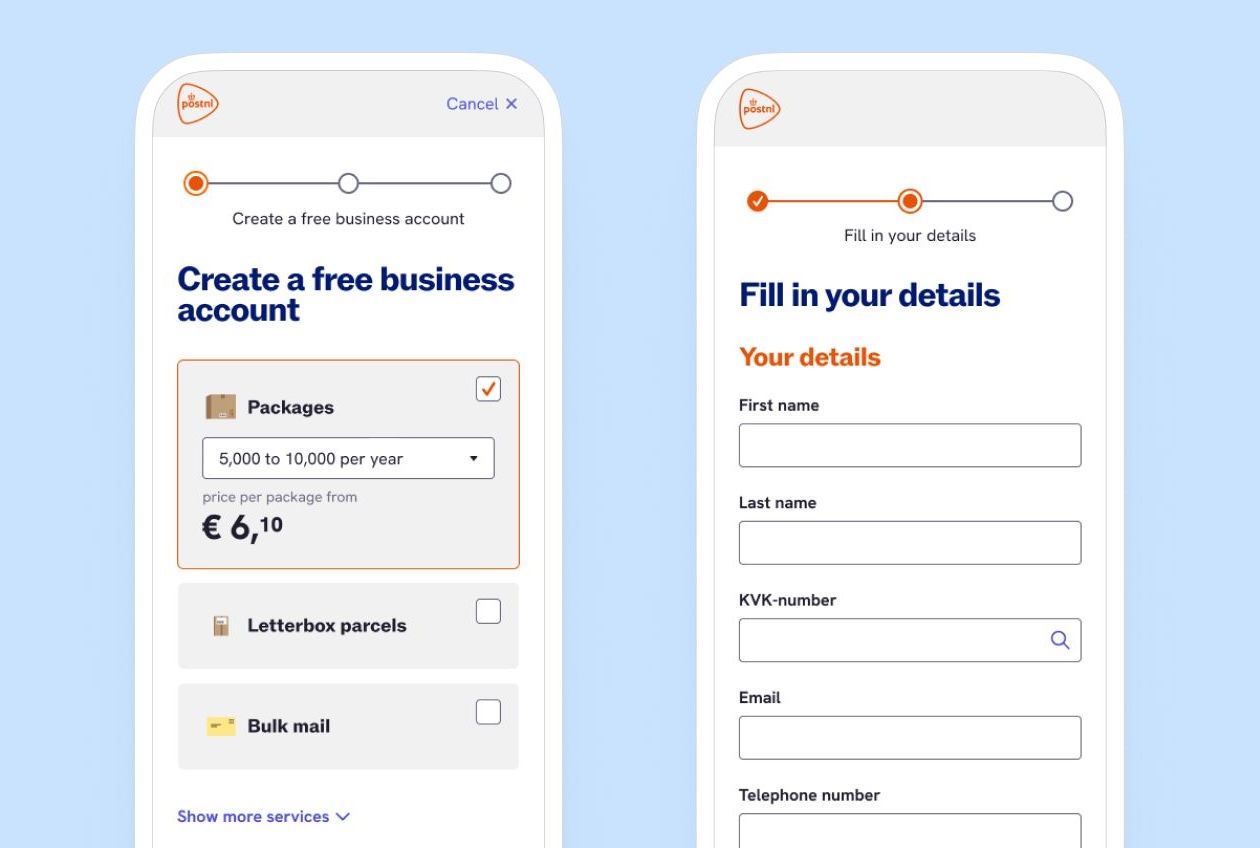 postnl
Cancel
Create a free business account
Create a free business
account
Packages
5,000 to 10,000 per year
price per package from
€ 6,10
Letterbox parcels
Bulk mail
Show more services
postnl
Fill in your details
Fill in your details
Your details
First name
Last name
KVK-number
Email
Telephone number